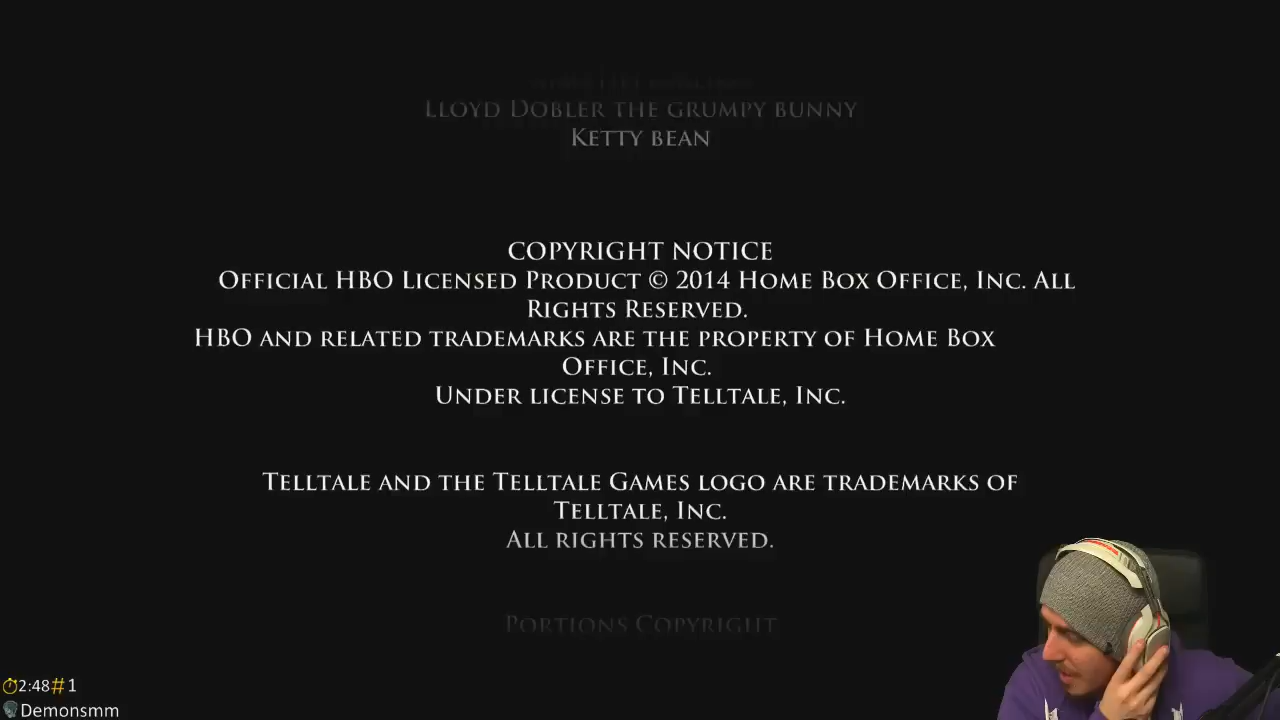 Lloyd Dobler the grumpy bunny
Ketty bean
COPYRIGHT NOTICE
Official HBO Licensed Product © 2014 Home Box Office, Inc. All
Rights Reserved.
HBO and related trademarks are the property of Home Box
Office, Inc.
Under license to Telltale, Inc.
Telltale and the Telltale Games logo are trademarks of
Telltale, Inc.
All rights reserved.
Portions Copyright
2:48#1
Demonsmm